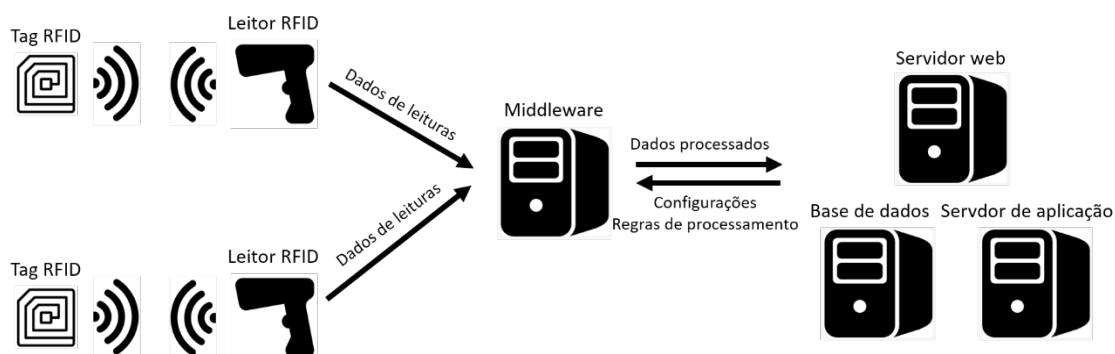 Tag RFID
Leitor RFID
Dados de leituras
Middleware
Servidor web
Dados processados
Configurações
Regras de processamento
Base de dados
Servdor de aplicação
Dados de leituras
Tag RFID
Leitor RFID